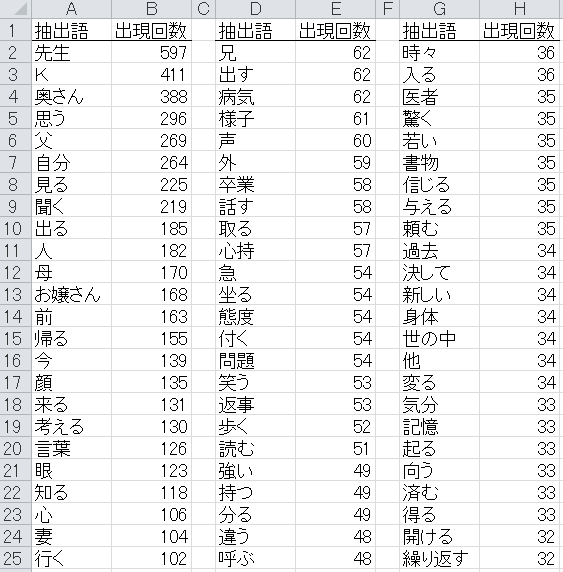 A B C D E F G H
1 抽出語 出現回数 抽出語 出現回数 抽出語 出現回数
2 先生 597 兄 62 時々 36
3 K 411 出す 62 入る 36
4 奥さん 388 病気 62 医者 35
5 思う 296 様子 61 驚く 35
6 父 269 声 60 若い 35
7 自分 264 外 59 書物 35
8 見る 225 卒業 58 信じる 35
9 聞く 219 話す 58 与える 35
10 出る 185 取る 57 頼む 35
11 人 182 心持 57 過去 34
12 母 170 急 54 決して 34
13 お嬢さん 168 坐る 54 新しい 34
14 前 163 態度 54 身体 34
15 帰る 155 付く 54 世の中 34
16 今 139 問題 54 他 34
17 顔 135 笑う 53 変る 34
18 来る 131 返事 53 気分 33
19 考える 130 歩く 52 記憶 33
20 言葉 126 読む 51 起る 33
21 眼 123 強い 49 向う 33
22 知る 118 持つ 49 済む 33
23 心 106 分る 49 得る 33
24 妻 104 違う 48 開ける 32
25 行く 102 呼ぶ 48 繰り返す 32